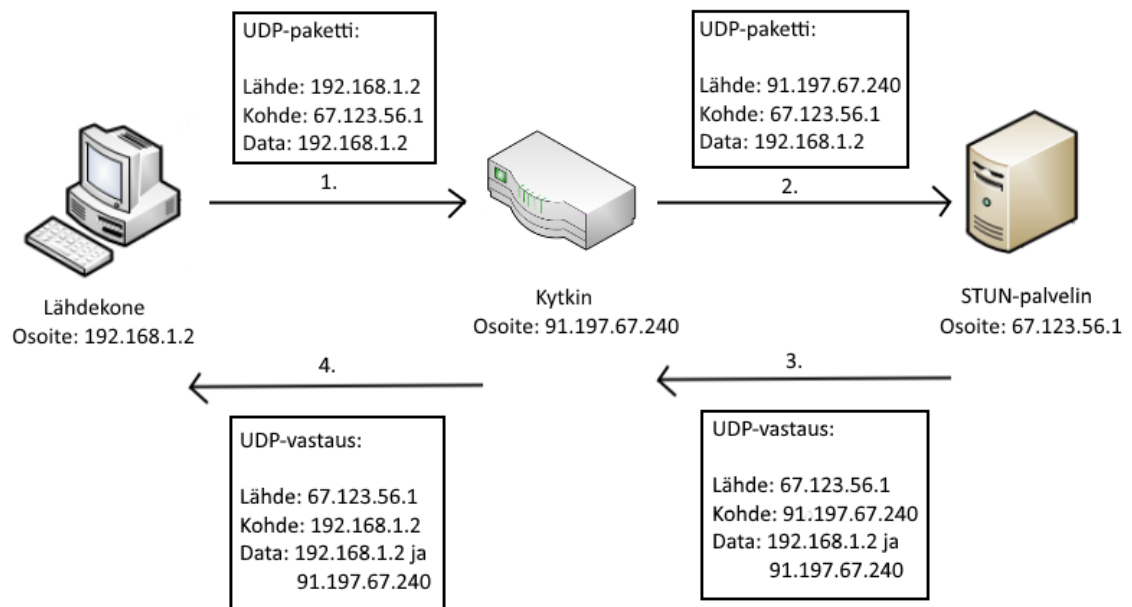 UDP-paketti:
Lähde: 192.168.1.2
Kohde: 67.123.56.1
Data: 192.168.1.2
UDP-paketti:
Lähde: 91.197.67.240
Kohde: 67.123.56.1
Data: 192.168.1.2
1.
2.
Lähdekone
Osoite: 192.168.1.2
Kytkin
Osoite: 91.197.67.240
STUN-palvelin
Osoite: 67.123.56.1
4.
3.
UDP-vastaus:
Lähde: 67.123.56.1
Kohde: 192.168.1.2
Data: 192.168.1.2 ja
91.197.67.240
UDP-vastaus:
Lähde: 67.123.56.1
Kohde: 91.197.67.240
Data: 192.168.1.2 ja
91.197.67.240